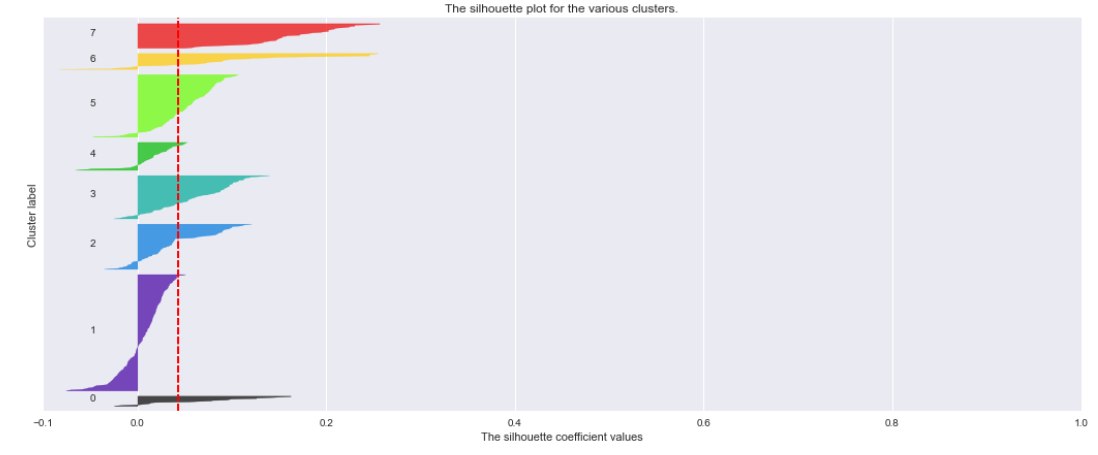 The silhouette plot for the various clusters.
7
6
5
4
3
2
1
0
Cluster label
−0.1 0.0 0.2 0.4 0.6 0.8 1.0
The silhouette coefficient values